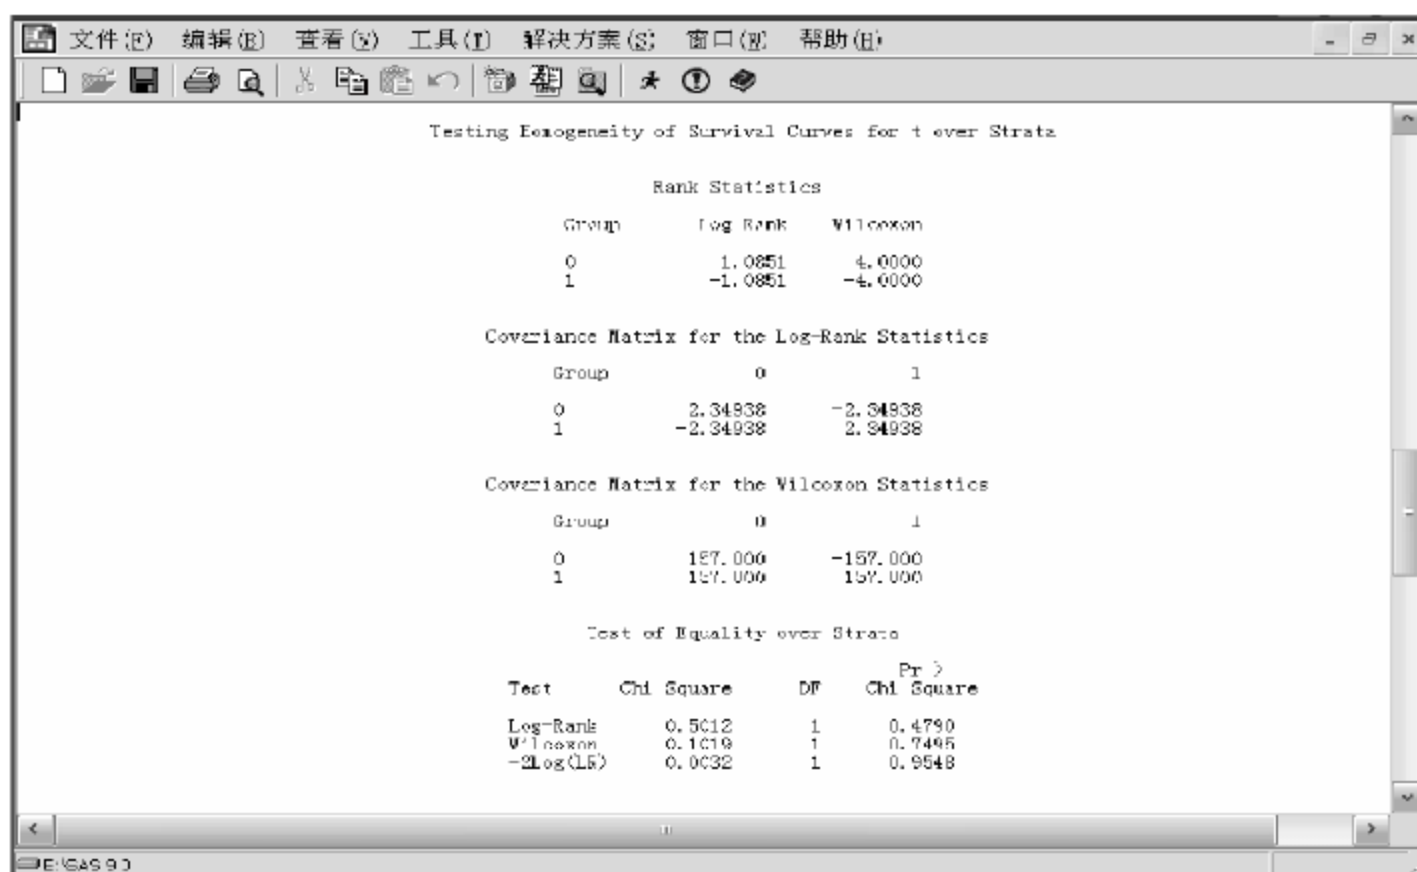 文件(F) 编辑(E) 查看(V) 工具(T) 解决方案(S) 窗口(W) 帮助(H)
Testing Homogeneity of Survival Curves for t over Strata
Rank Statistics
Group Log-Rank Wilcoxon
0 1.0851 4.0000
1 -1.0851 -4.0000
Covariance Matrix for the Log-Rank Statistics
Group 0 1
0 2.34938 -2.34938
1 -2.34938 2.34938
Covariance Matrix for the Wilcoxon Statistics
Group 0 1
0 157.000 -157.000
1 157.000 157.000
Test of Equality over Strata
Pr >
Test Chi Square DF Chi Square
Log-Rank 0.5012 1 0.4790
Wilcoxon 0.1019 1 0.7495
-2Log(LR) 0.0032 1 0.9548
E:\SAS 9.0